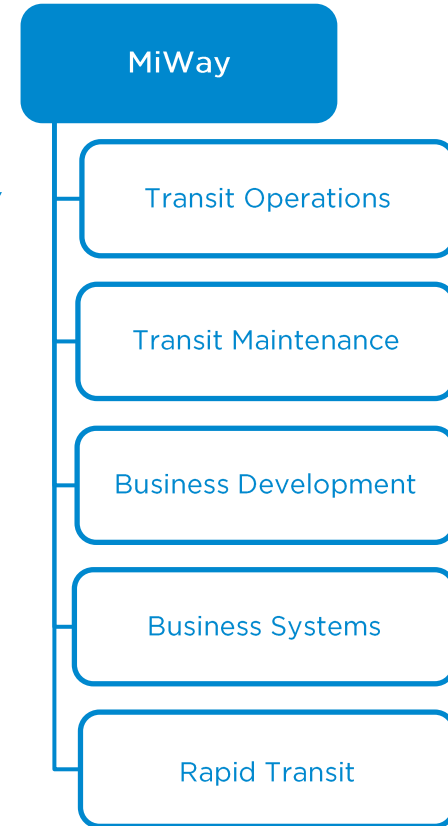 MiWay
Transit Operations
Transit Maintenance
Business Development
Business Systems
Rapid Transit